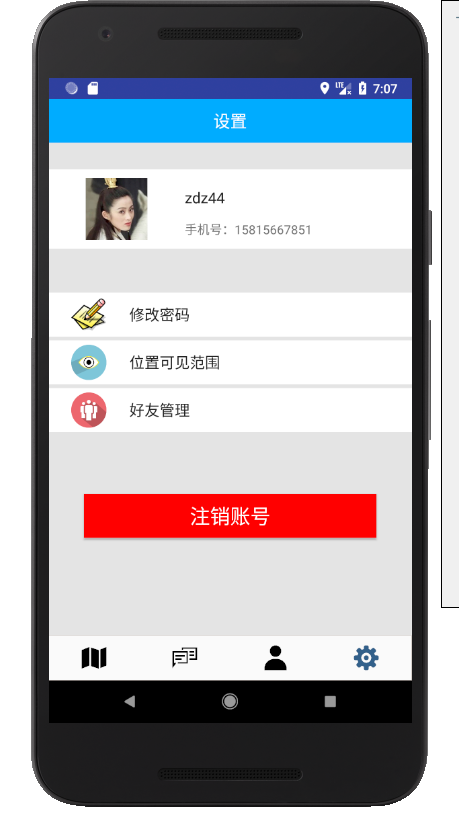 LTE 7:07
设置
zdz44
手机号：15815667851
修改密码
位置可见范围
好友管理
注销账号